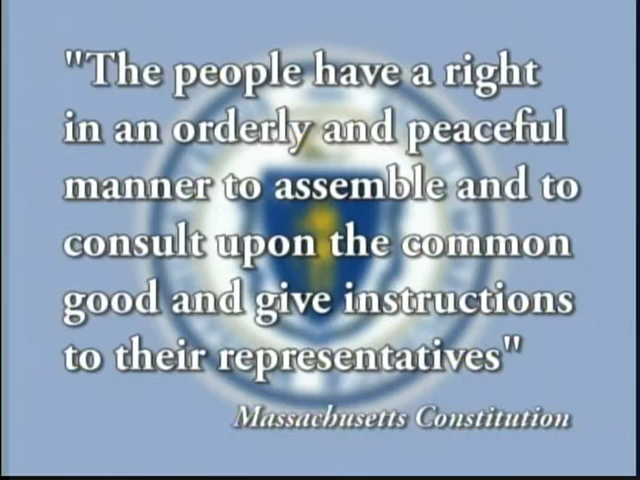 "The people have a right
in an orderly and peaceful
manner to assemble and to
consult upon the common
good and give instructions
to their representatives"
Massachusetts Constitution